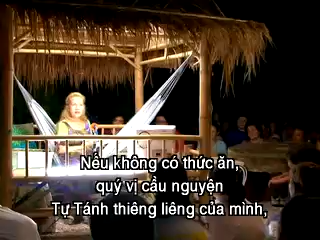 Nếu không có thức ăn,
quý vị cầu nguyện
Tự Tánh thiêng liêng của mình,